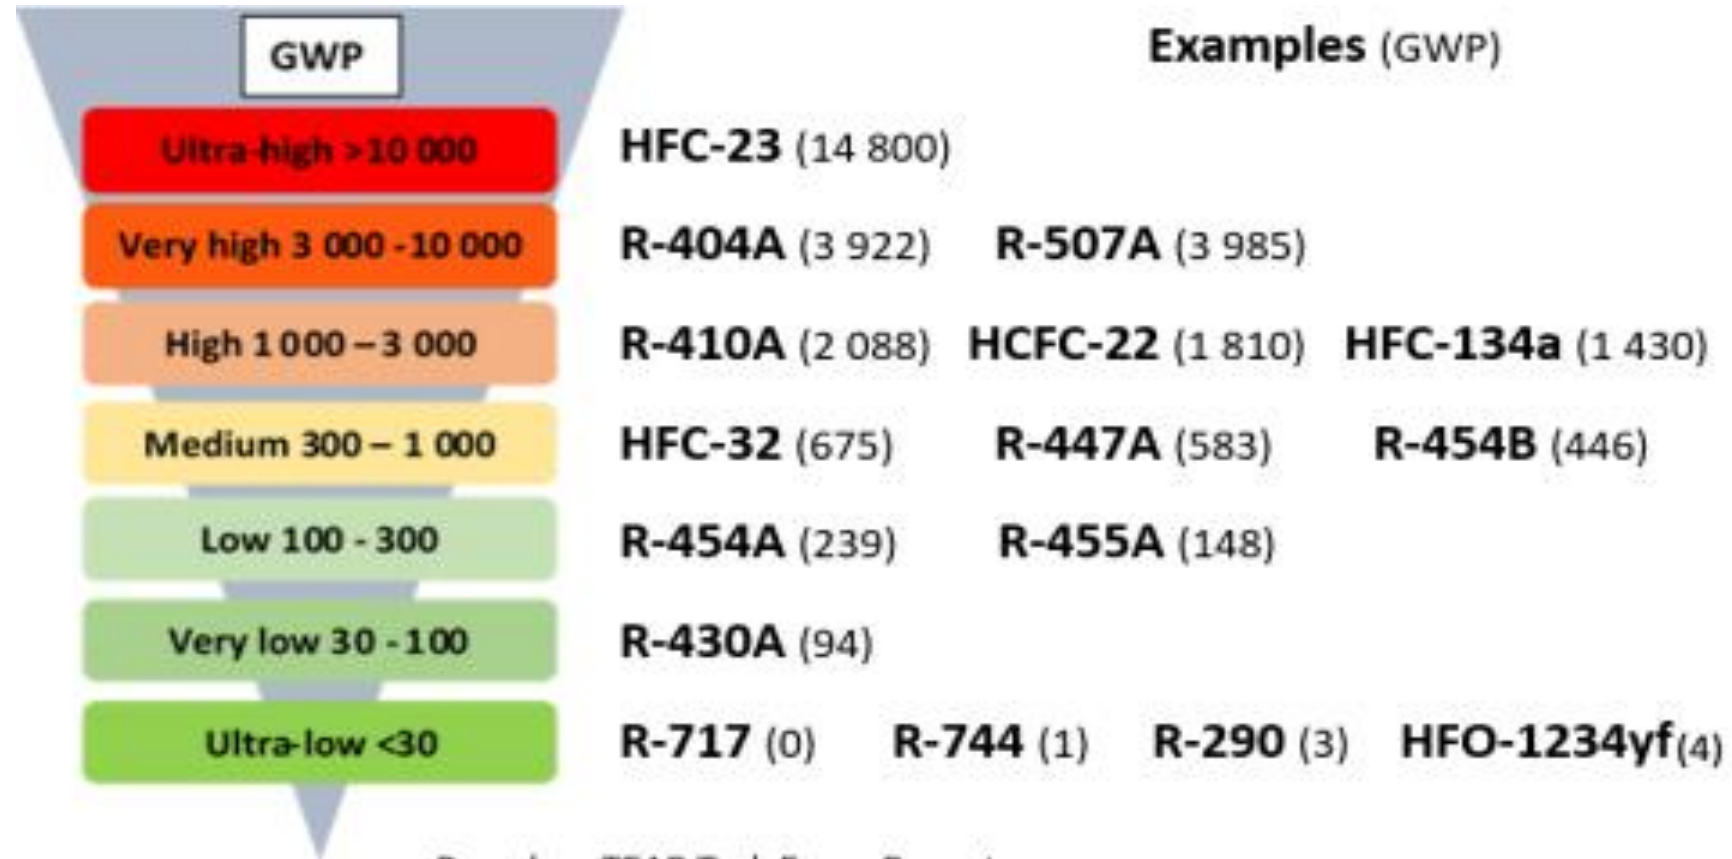 GWP
Examples (GWP)
Ultra-high >10 000
HFC-23 (14 800)
Very high 3 000 -10 000
R-404A (3 922) R-507A (3 985)
High 1 000 – 3 000
R-410A (2 088) HCFC-22 (1 810) HFC-134a (1 430)
Medium 300 – 1 000
HFC-32 (675) R-447A (583) R-454B (446)
Low 100 - 300
R-454A (239) R-455A (148)
Very low 30 - 100
R-430A (94)
Ultra-low <30
R-717 (0) R-744 (1) R-290 (3) HFO-1234yf(4)